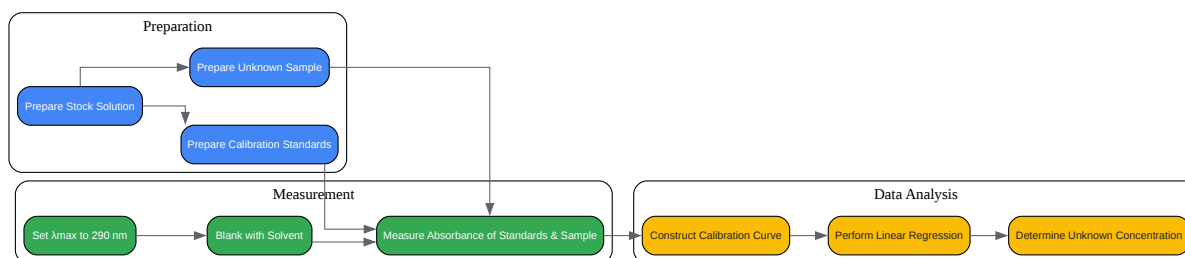 Preparation
Prepare Unknown Sample
Prepare Stock Solution
Prepare Calibration Standards
Measurement
Set λmax to 290 nm
Blank with Solvent
Measure Absorbance of Standards & Sample
Data Analysis
Construct Calibration Curve
Perform Linear Regression
Determine Unknown Concentration